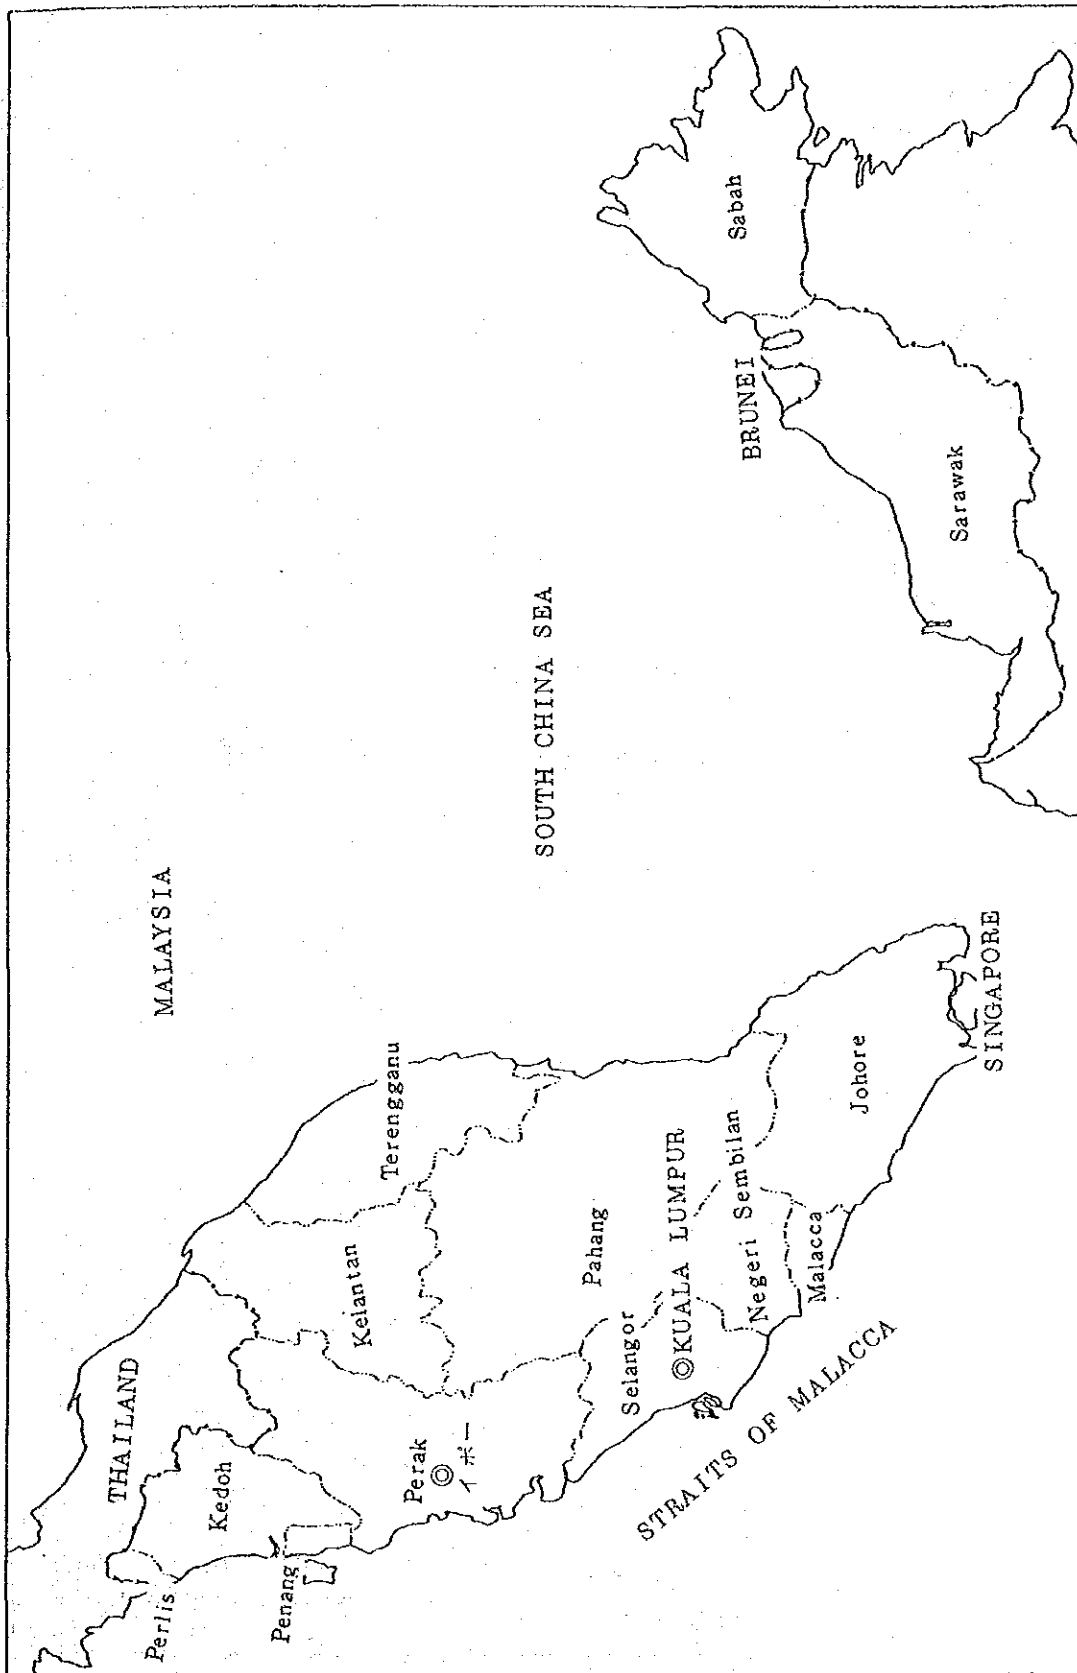 MALAYSIA
THAILAND
Perlis
Kedoh
Penang
Perak
イポー
Kelantan
Terengganu
Pahang
Selangor
KUALA LUMPUR
Negeri Sembilan
Malacca
Johore
SINGAPORE
STRAITS OF MALACCA
SOUTH CHINA SEA
BRUNEI
Sabah
Sarawak